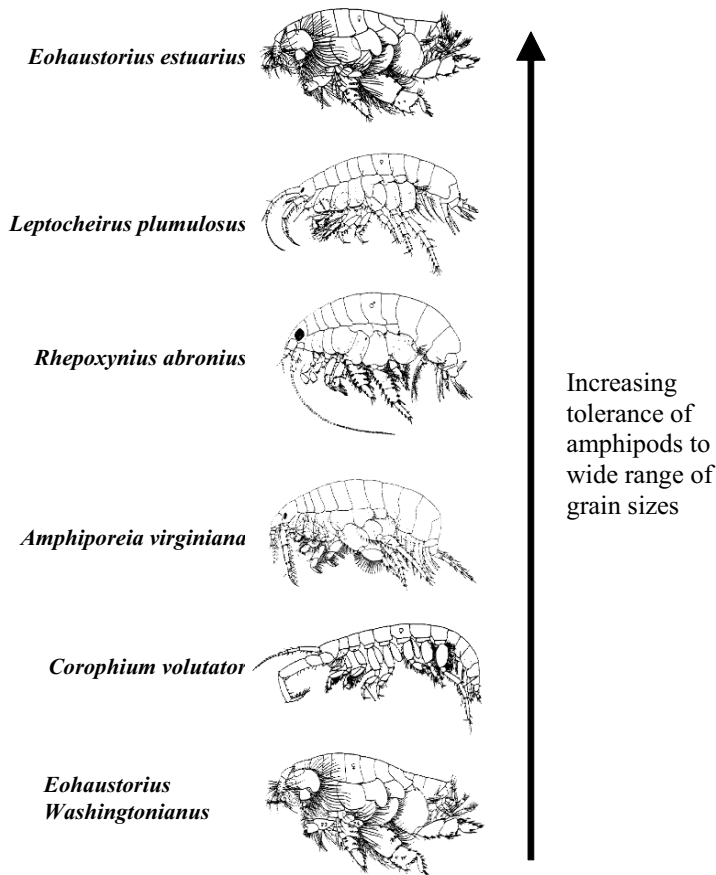 Eohaustorius estuarius
Leptocheirus plumulosus
Rhepoxynius abronius
Increasing
tolerance of
amphipods to
wide range of
grain sizes
Amphiporeia virginiana
Corophium volutator
Eohaustorius
Washingtonianus